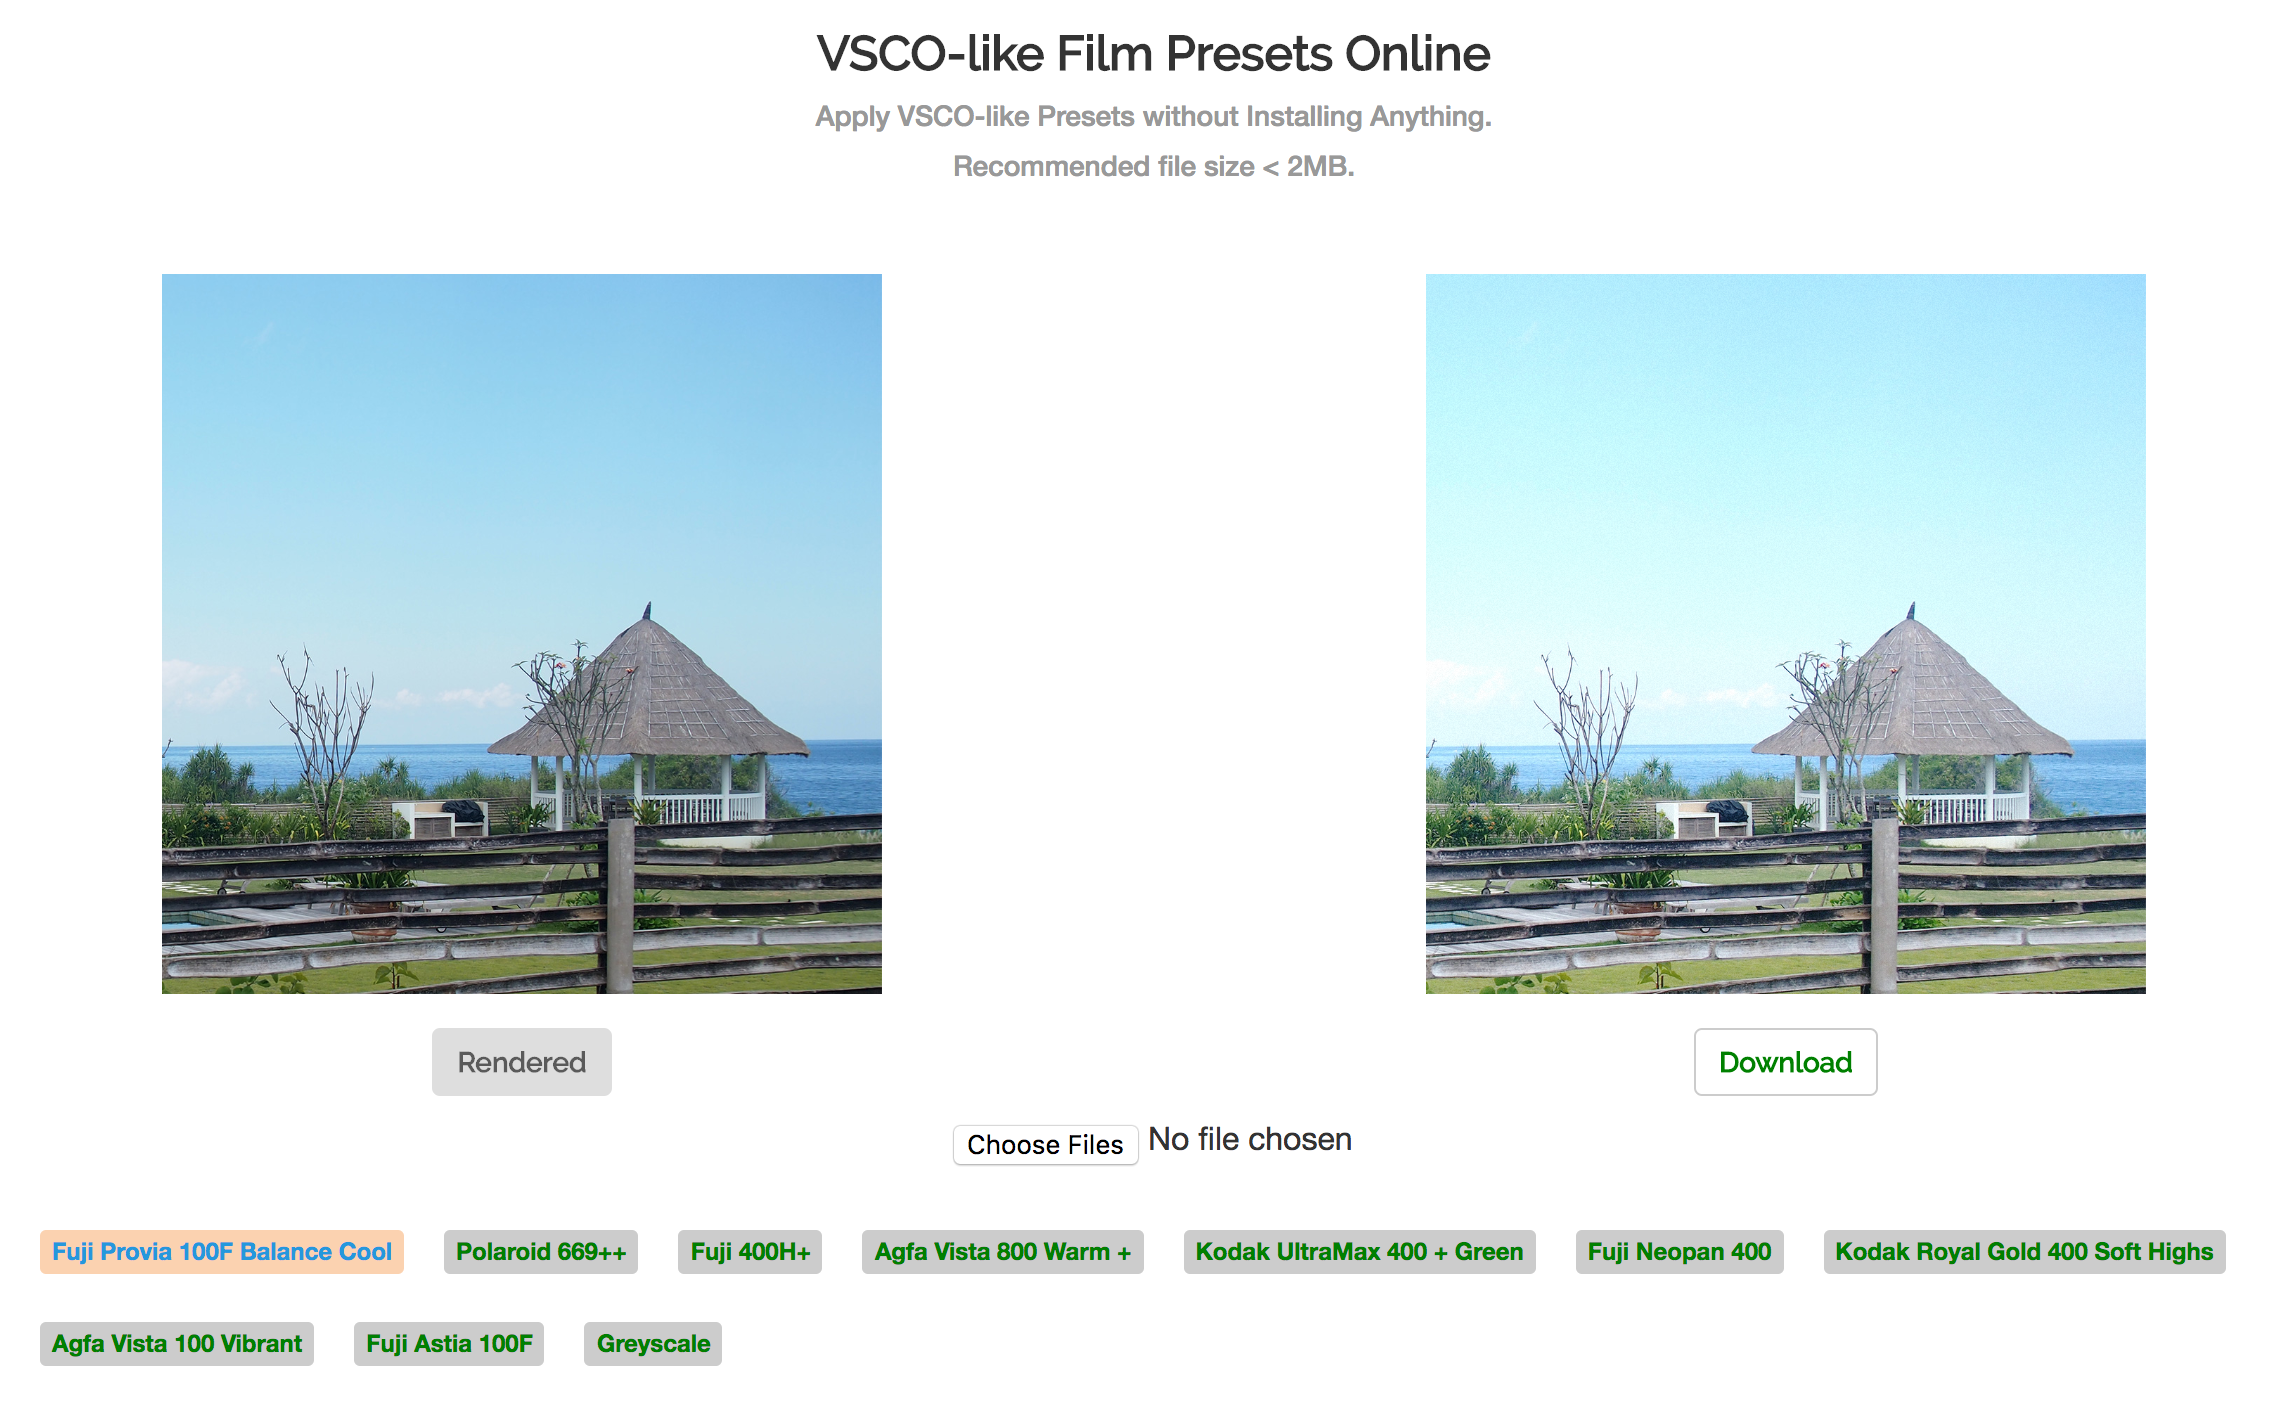 VSCO-like Film Presets Online
Apply VSCO-like Presets without Installing Anything.
Recommended file size < 2MB.
Rendered
Download
Choose Files No file chosen
Fuji Provia 100F Balance Cool Polaroid 669++ Fuji 400H+ Agfa Vista 800 Warm + Kodak UltraMax 400 + Green Fuji Neopan 400 Kodak Royal Gold 400 Soft Highs
Agfa Vista 100 Vibrant Fuji Astia 100F Greyscale